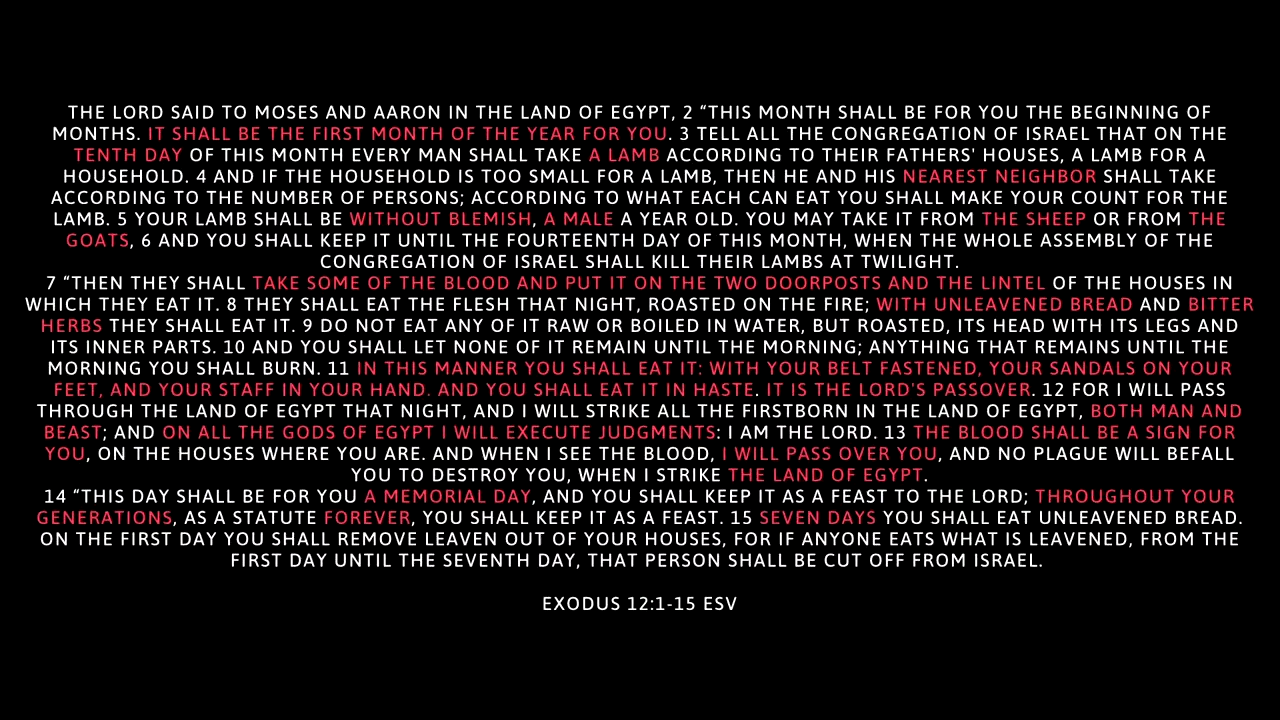 THE LORD SAID TO MOSES AND AARON IN THE LAND OF EGYPT, 2 “THIS MONTH SHALL BE FOR YOU THE BEGINNING OF
MONTHS. IT SHALL BE THE FIRST MONTH OF THE YEAR FOR YOU. 3 TELL ALL THE CONGREGATION OF ISRAEL THAT ON THE
TENTH DAY OF THIS MONTH EVERY MAN SHALL TAKE A LAMB ACCORDING TO THEIR FATHERS' HOUSES, A LAMB FOR A
HOUSEHOLD. 4 AND IF THE HOUSEHOLD IS TOO SMALL FOR A LAMB, THEN HE AND HIS NEAREST NEIGHBOR SHALL TAKE
ACCORDING TO THE NUMBER OF PERSONS; ACCORDING TO WHAT EACH CAN EAT YOU SHALL MAKE YOUR COUNT FOR THE
LAMB. 5 YOUR LAMB SHALL BE WITHOUT BLEMISH, A MALE A YEAR OLD. YOU MAY TAKE IT FROM THE SHEEP OR FROM THE
GOATS, 6 AND YOU SHALL KEEP IT UNTIL THE FOURTEENTH DAY OF THIS MONTH, WHEN THE WHOLE ASSEMBLY OF THE
CONGREGATION OF ISRAEL SHALL KILL THEIR LAMBS AT TWILIGHT.
7 “THEN THEY SHALL TAKE SOME OF THE BLOOD AND PUT IT ON THE TWO DOORPOSTS AND THE LINTEL OF THE HOUSES IN
WHICH THEY EAT IT. 8 THEY SHALL EAT THE FLESH THAT NIGHT, ROASTED ON THE FIRE; WITH UNLEAVENED BREAD AND BITTER
HERBS THEY SHALL EAT IT. 9 DO NOT EAT ANY OF IT RAW OR BOILED IN WATER, BUT ROASTED, ITS HEAD WITH ITS LEGS AND
ITS INNER PARTS. 10 AND YOU SHALL LET NONE OF IT REMAIN UNTIL THE MORNING; ANYTHING THAT REMAINS UNTIL THE
MORNING YOU SHALL BURN. 11 IN THIS MANNER YOU SHALL EAT IT: WITH YOUR BELT FASTENED, YOUR SANDALS ON YOUR
FEET, AND YOUR STAFF IN YOUR HAND. AND YOU SHALL EAT IT IN HASTE. IT IS THE LORD'S PASSOVER. 12 FOR I WILL PASS
THROUGH THE LAND OF EGYPT THAT NIGHT, AND I WILL STRIKE ALL THE FIRSTBORN IN THE LAND OF EGYPT, BOTH MAN AND
BEAST; AND ON ALL THE GODS OF EGYPT I WILL EXECUTE JUDGMENTS: I AM THE LORD. 13 THE BLOOD SHALL BE A SIGN FOR
YOU, ON THE HOUSES WHERE YOU ARE. AND WHEN I SEE THE BLOOD, I WILL PASS OVER YOU, AND NO PLAGUE WILL BEFALL
YOU TO DESTROY YOU, WHEN I STRIKE THE LAND OF EGYPT.
14 “THIS DAY SHALL BE FOR YOU A MEMORIAL DAY, AND YOU SHALL KEEP IT AS A FEAST TO THE LORD; THROUGHOUT YOUR
GENERATIONS, AS A STATUTE FOREVER, YOU SHALL KEEP IT AS A FEAST. 15 SEVEN DAYS YOU SHALL EAT UNLEAVENED BREAD.
ON THE FIRST DAY YOU SHALL REMOVE LEAVEN OUT OF YOUR HOUSES, FOR IF ANYONE EATS WHAT IS LEAVENED, FROM THE
FIRST DAY UNTIL THE SEVENTH DAY, THAT PERSON SHALL BE CUT OFF FROM ISRAEL.
EXODUS 12:1-15 ESV